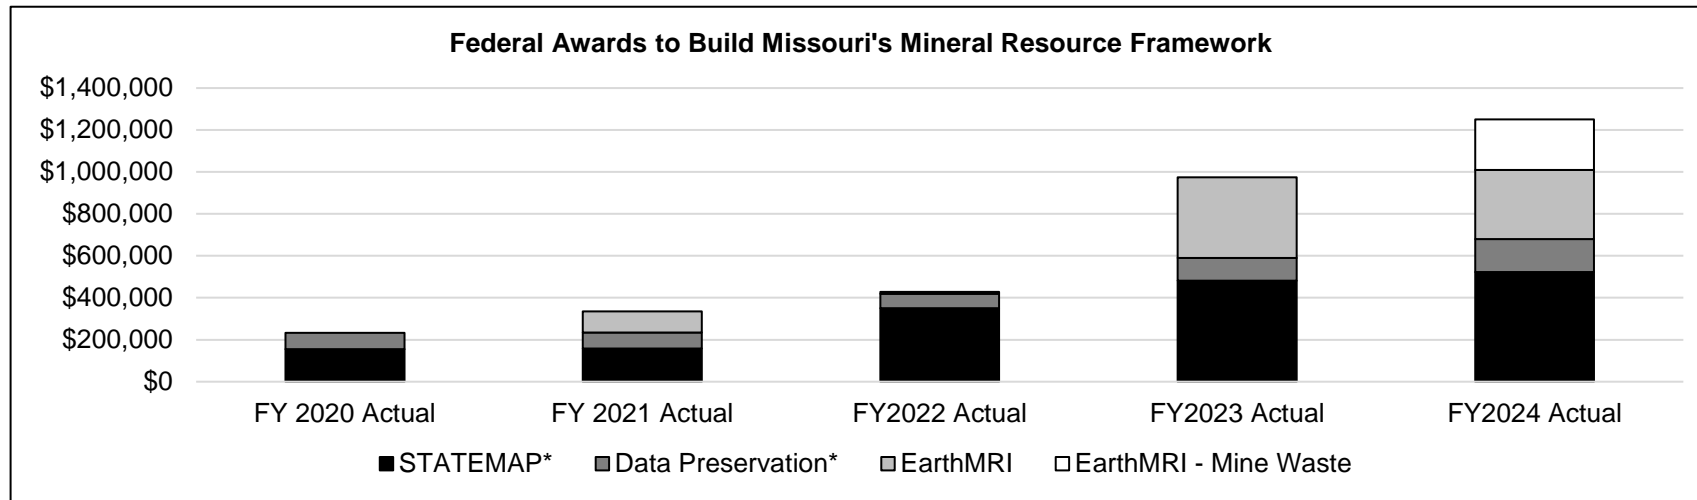 Federal Awards to Build Missouri's Mineral Resource Framework
$1,400,000
$1,200,000
$1,000,000
$800,000
$600,000
$400,000
$200,000
$0
FY 2020 Actual FY 2021 Actual FY2022 Actual FY2023 Actual FY2024 Actual
STATEMAP* Data Preservation* EarthMRI EarthMRI - Mine Waste